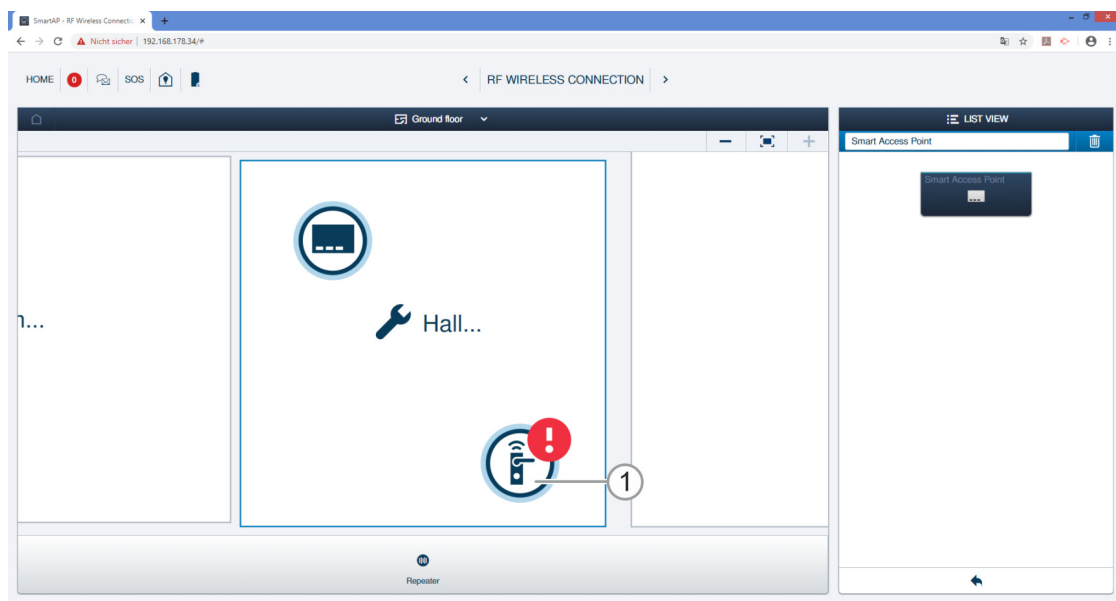 SmartAP - RF Wireless Connectio
Nicht sicher | 192.168.178.34/#
HOME 0 SOS RF WIRELESS CONNECTION
Ground floor
LIST VIEW
Smart Access Point
Smart Access Point
n...
Hall...
!
1
Repeater